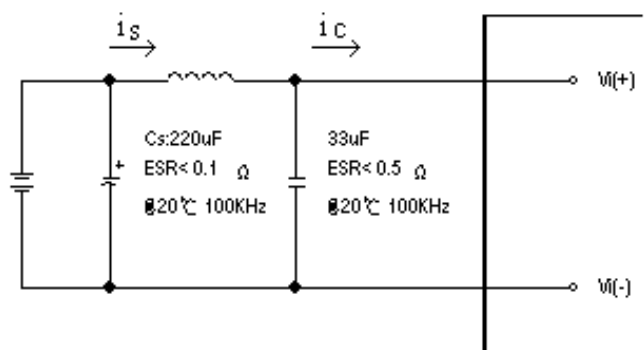 is
ic
Vi(+)
Cs:220uF
ESR< 0.1 Ω
@20℃ 100KHz
33uF
ESR< 0.5 Ω
@20℃ 100KHz
+
Vi(-)